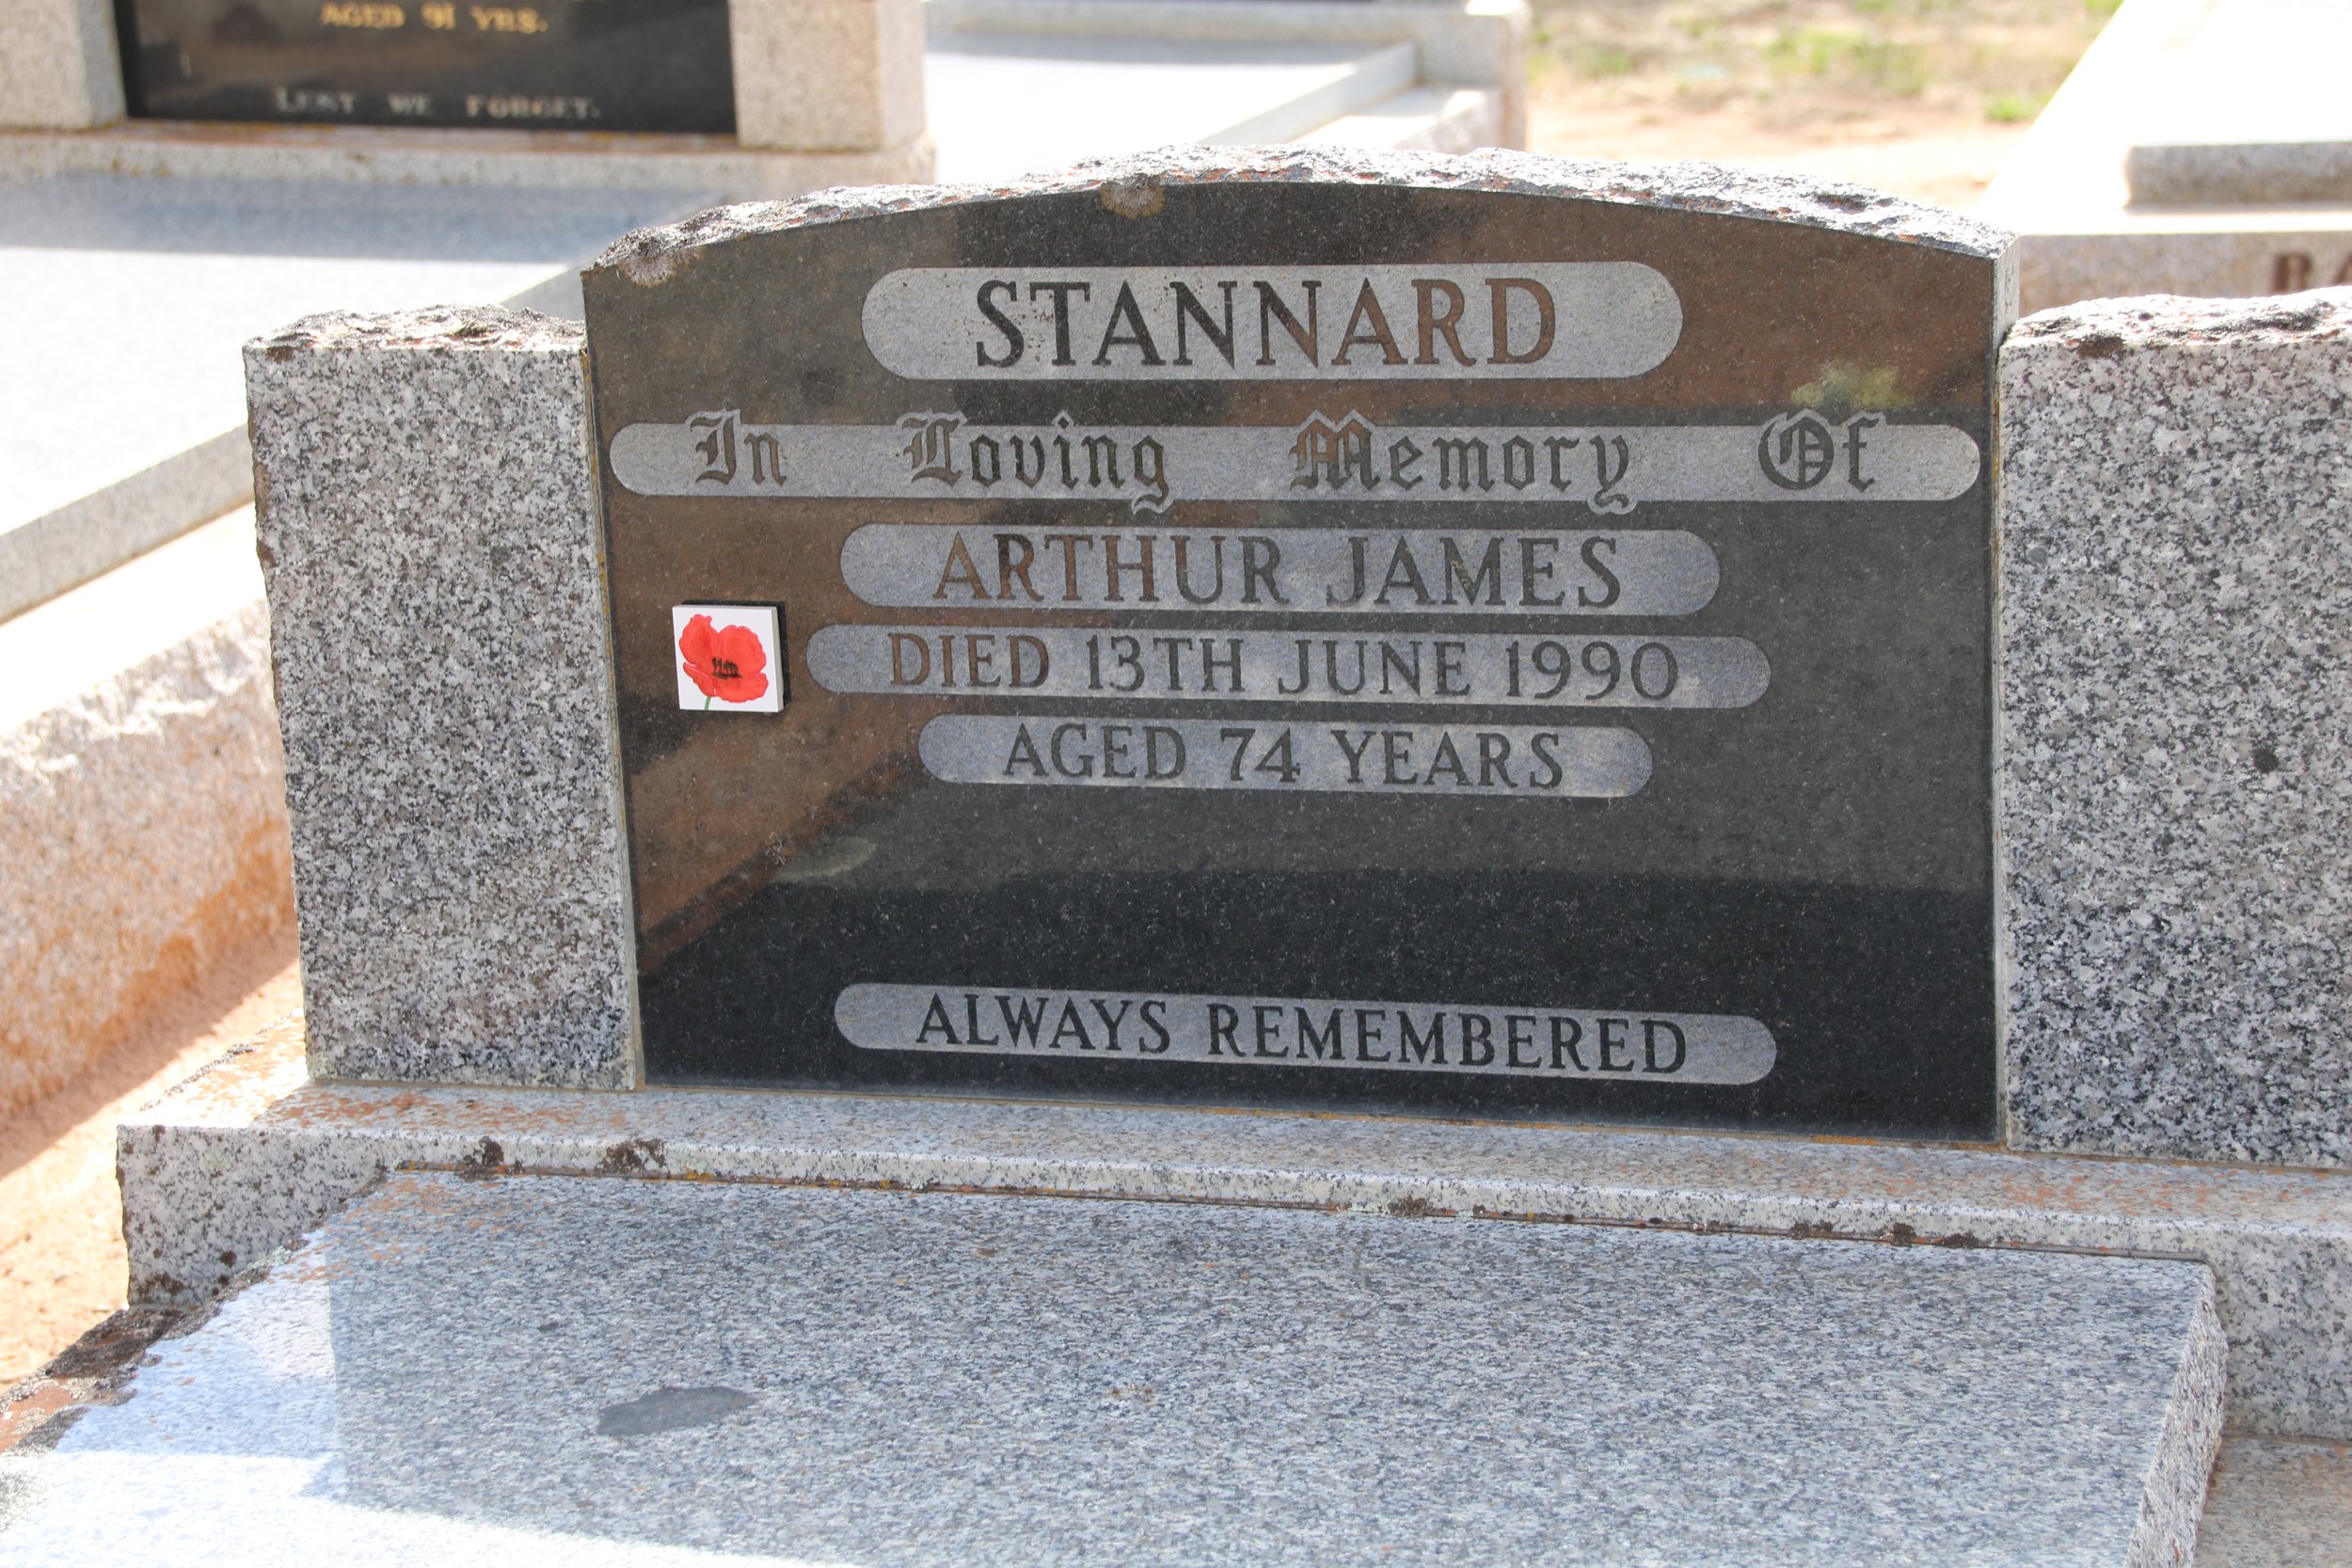 AGED 91 YRS.
LEST WE FORGET.
STANNARD
In Loving Memory Of
ARTHUR JAMES
DIED 13TH JUNE 1990
AGED 74 YEARS
ALWAYS REMEMBERED